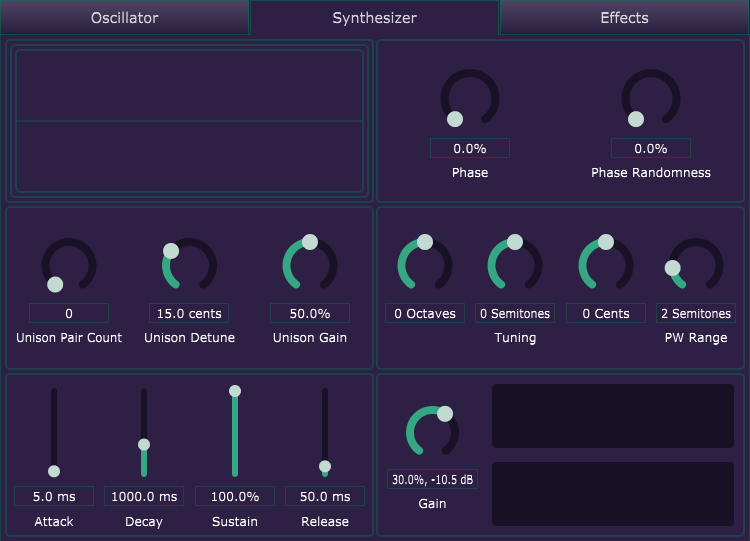 Oscillator
Synthesizer
Effects
0.0%
0.0%
Phase
Phase Randomness
0
15.0 cents
50.0%
Unison Pair Count
Unison Detune
Unison Gain
0 Octaves
0 Semitones
0 Cents
2 Semitones
Tuning
PW Range
5.0 ms
1000.0 ms
100.0%
50.0 ms
Attack
Decay
Sustain
Release
30.0%, -10.5 dB
Gain